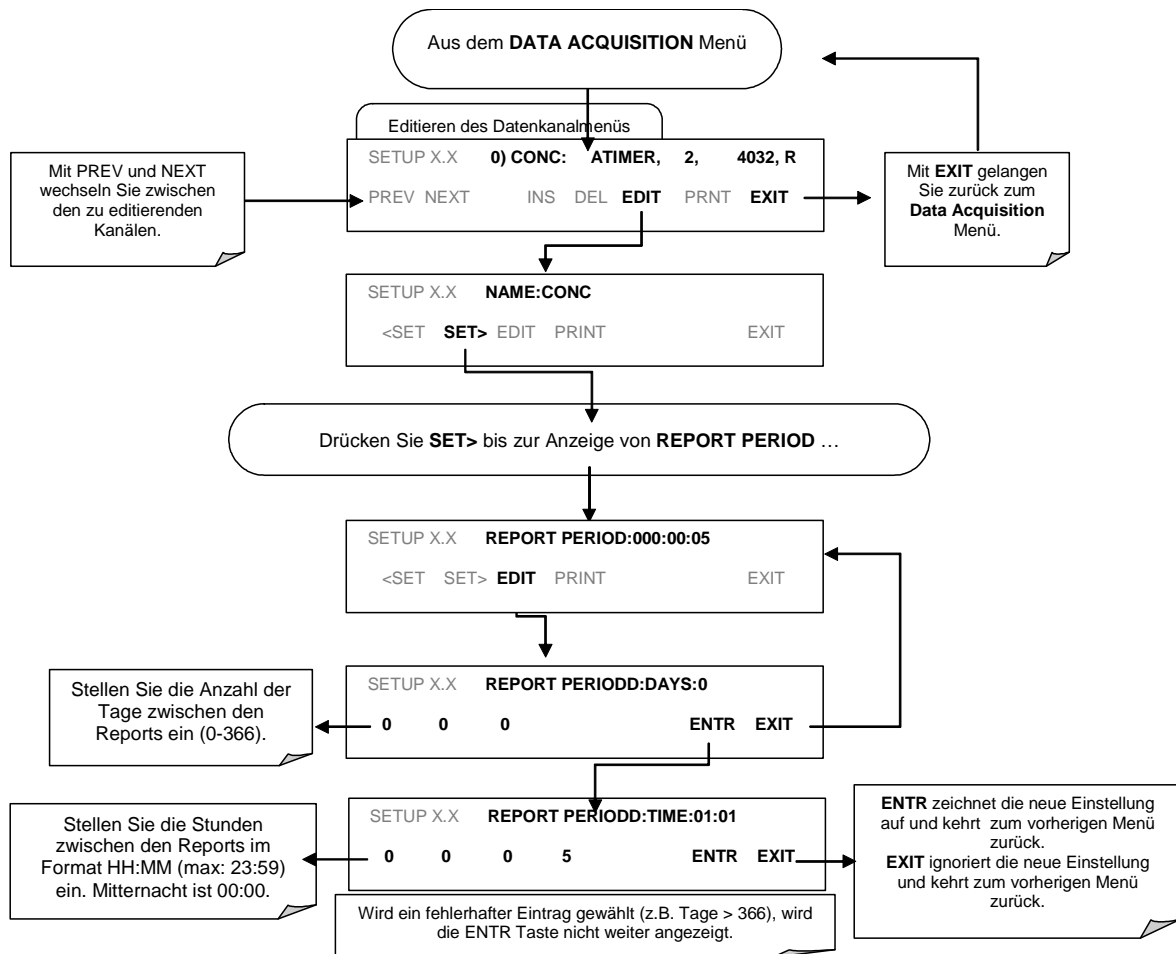 Aus dem DATA ACQUISITION Menü
Editieren des Datenkanalmenüs
SETUP X.X 0) CONC: ATIMER, 2, 4032, R
PREV NEXT INS DEL EDIT PRNT EXIT
Mit PREV und NEXT
wechseln Sie zwischen
den zu editierenden
Kanälen.
Mit EXIT gelangen
Sie zurück zum
Data Acquisition
Menü.
SETUP X.X NAME:CONC
<SET SET> EDIT PRINT EXIT
Drücken Sie SET> bis zur Anzeige von REPORT PERIOD …
SETUP X.X REPORT PERIOD:000:00:05
<SET SET> EDIT PRINT EXIT
Stellen Sie die Anzahl der
Tage zwischen den
Reports ein (0-366).
SETUP X.X REPORT PERIODD:DAYS:0
0 0 0 ENTR EXIT
Stellen Sie die Stunden
zwischen den Reports im
Format HH:MM (max: 23:59)
ein. Mitternacht ist 00:00.
SETUP X.X REPORT PERIODD:TIME:01:01
0 0 0 5 ENTR EXIT
ENTR zeichnet die neue Einstellung
auf und kehrt zum vorherigen Menü
zurück.
EXIT ignoriert die neue Einstellung
und kehrt zum vorherigen Menü
zurück.
Wird ein fehlerhafter Eintrag gewählt (z.B. Tage > 366), wird
die ENTR Taste nicht weiter angezeigt.